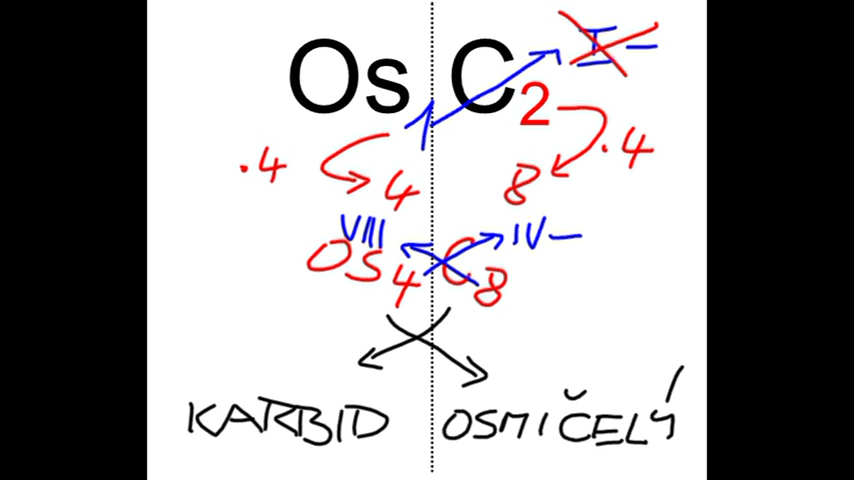 Os C2 I-
1
.4 4 8 .4
VIII IV-
Os4 C8
KARBID OSMIČELÝ